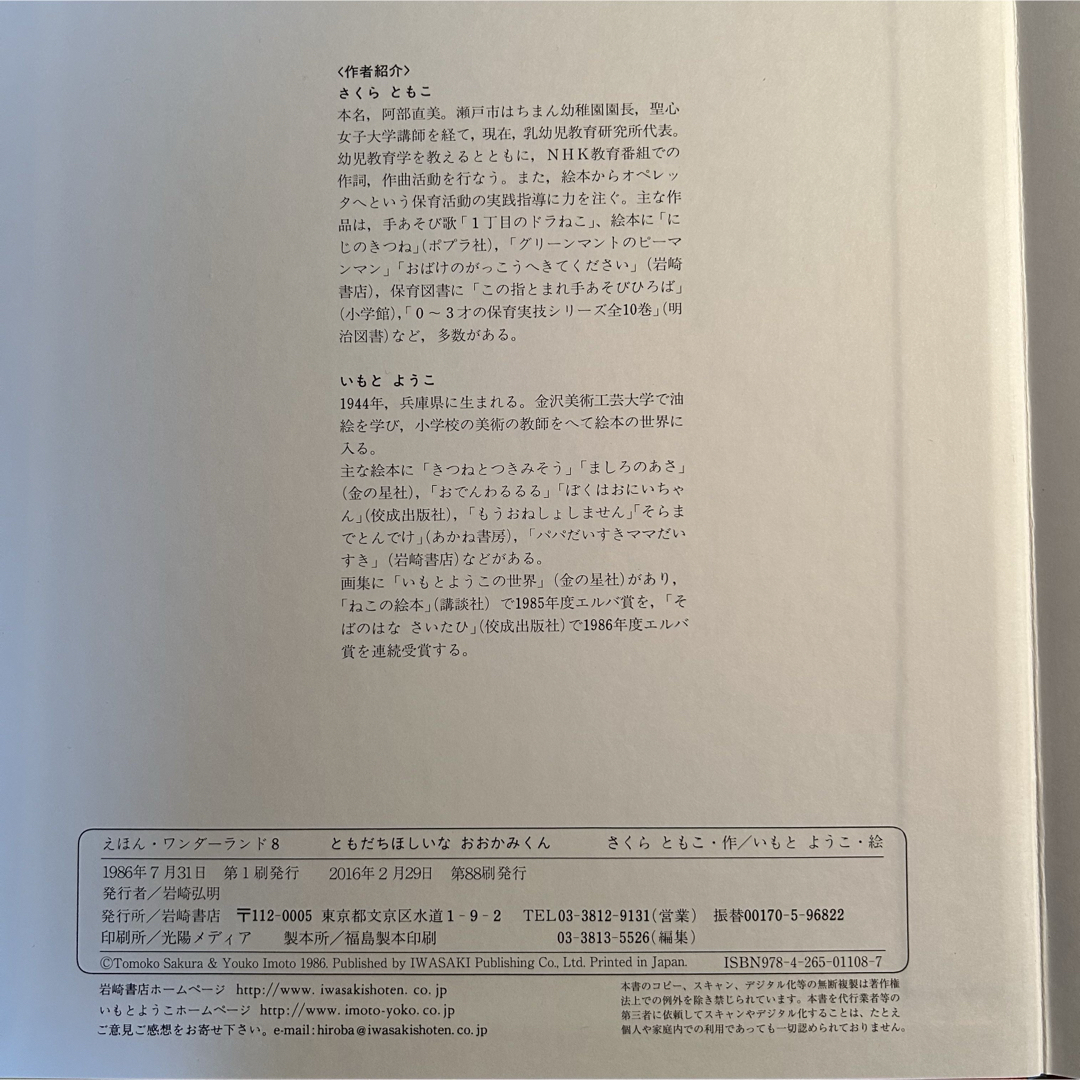 〈作者紹介〉
さくら ともこ
本名，阿部直美。瀬戸市はちまん幼稚園園長，聖心
女子大学講師を経て，現在，乳幼児教育研究所代表。
幼児教育学を教えるとともに，ＮＨＫ教育番組での
作詞，作曲活動を行なう。また，絵本からオペレッ
タへという保育活動の実践指導に力を注ぐ。主な作
品は，手あそび歌「１丁目のドラねこ」、絵本に「に
じのきつね」(ポプラ社)，「グリーンマントのピーマ
ンマン」「おばけのがっこうへきてください」(岩崎
書店)，保育図書に「この指とまれ手あそびひろば」
(小学館)，「０～３才の保育実技シリーズ全10巻」(明
治図書)など，多数がある。
いもと ようこ
1944年，兵庫県に生まれる。金沢美術工芸大学で油
絵を学び，小学校の美術の教師をへて絵本の世界に
入る。
主な絵本に「きつねとつきみそう」「ましろのあさ」
(金の星社)，「おでんわるるる」「ぼくはおにいちゃ
ん」(佼成出版社)，「もうおねしょしません」「そらま
でとんでけ」(あかね書房)，「パパだいすきママだい
すき」(岩崎書店)などがある。
画集に「いもとようこの世界」(金の星社)があり，
「ねこの絵本」(講談社) で1985年度エルバ賞を，「そ
ばのはな さいたひ」(佼成出版社)で1986年度エルバ
賞を連続受賞する。
えほん・ワンダーランド８ ともだちほしいな おおかみくん さくら ともこ・作／いもと ようこ・絵
1986年７月31日 第１刷発行 2016年２月29日 第88刷発行
発行者／岩崎弘明
発行所／岩崎書店 〒112-0005 東京都文京区水道１-９-２ TEL03-3812-9131(営業) 振替00170-5-96822
印刷所／光陽メディア 製本所／福島製本印刷 03-3813-5526(編集)
©Tomoko Sakura & Youko Imoto 1986. Published by IWASAKI Publishing Co., Ltd. Printed in Japan. ISBN978-4-265-01108-7
岩崎書店ホームページ http://www. iwasakishoten. co. jp
いもとようこホームページ http://www. imoto-yoko. co. jp
ご意見ご感想をお寄せ下さい。e-mail:hiroba@iwasakishoten.co.jp
本書のコピー、スキャン、デジタル化等の無断複製は著作権
法上での例外を除き禁じられています。本書を代行業者等の
第三者に依頼してスキャンやデジタル化することは、たとえ
個人や家庭内での利用であっても一切認められておりません。